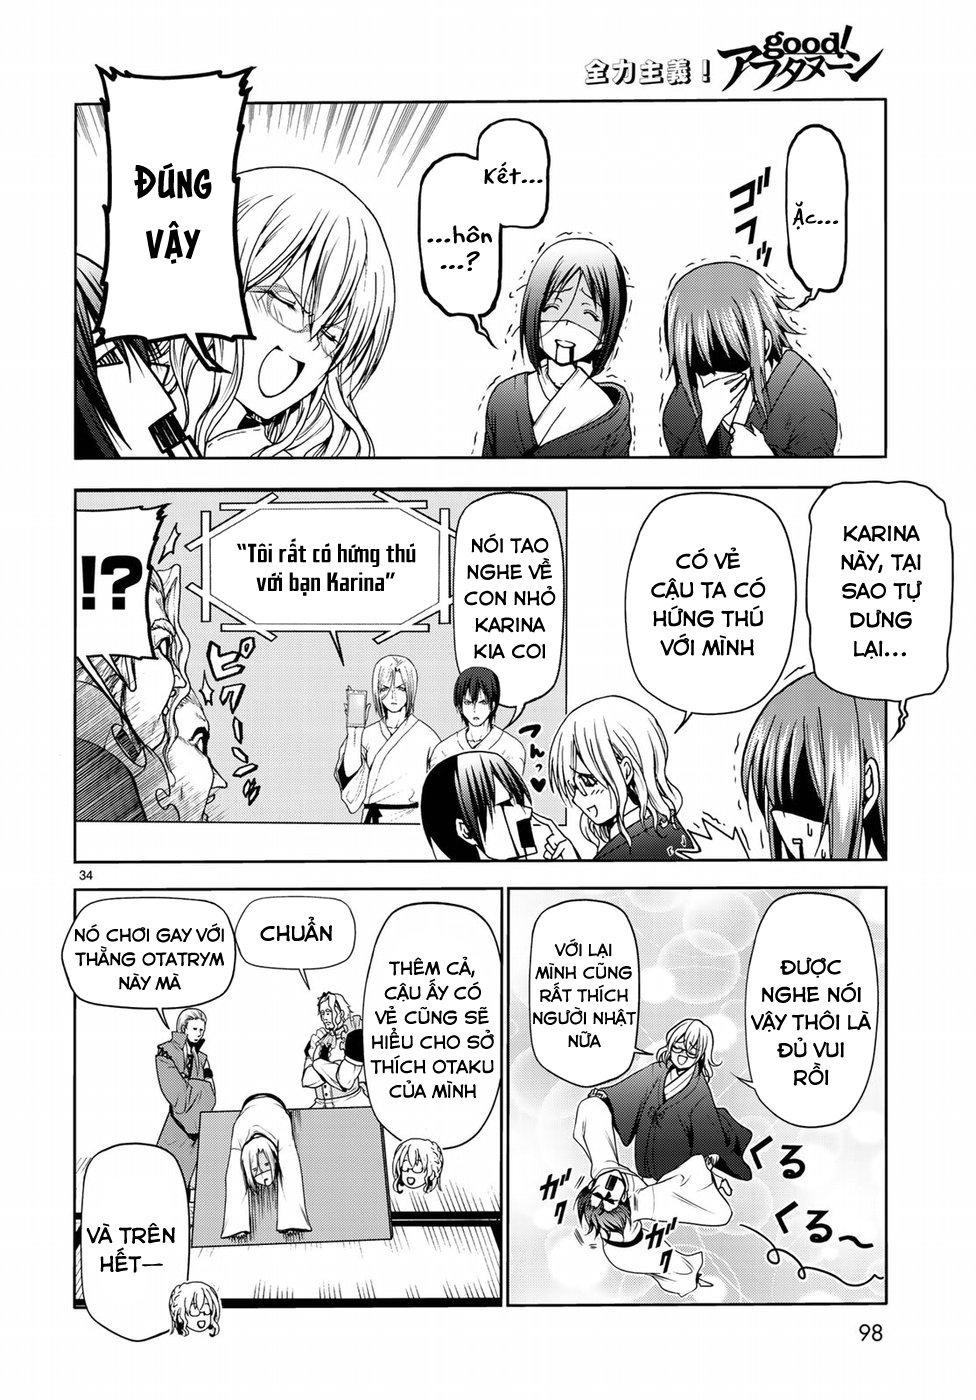 全力主義!
good!
アフタヌーン
Ặc...
ゴブッ
Kết...
...hôn
...?
ĐÚNG
VẬY
KARINA
NÀY, TẠI
SAO TỰ
DƯNG
LẠI...
CÓ VẺ
CẬU TA CÓ
HỨNG THÚ
VỚI MÌNH
つんっ♥
NÓI TAO
NGHE VỀ
CON NHỎ
KARINA
KIA COI
“Tôi rất có hứng thú
với bạn Karina”
!?
34
ĐƯỢC
NGHE NÓI
VẬY THÔI LÀ
ĐỦ VUI
RỒI
くる
くる〜
VỚI LẠI
MÌNH CŨNG
RẤT THÍCH
NGƯỜI NHẬT
NỮA
THÊM CẢ,
CẬU ẤY CÓ
VẺ CŨNG SẼ
HIỂU CHO SỞ
THÍCH OTAKU
CỦA MÌNH
CHUẨN
NÓ CHƠI GAY VỚI
THẰNG OTATRYM
NÀY MÀ
VÀ TRÊN
HẾT—
98